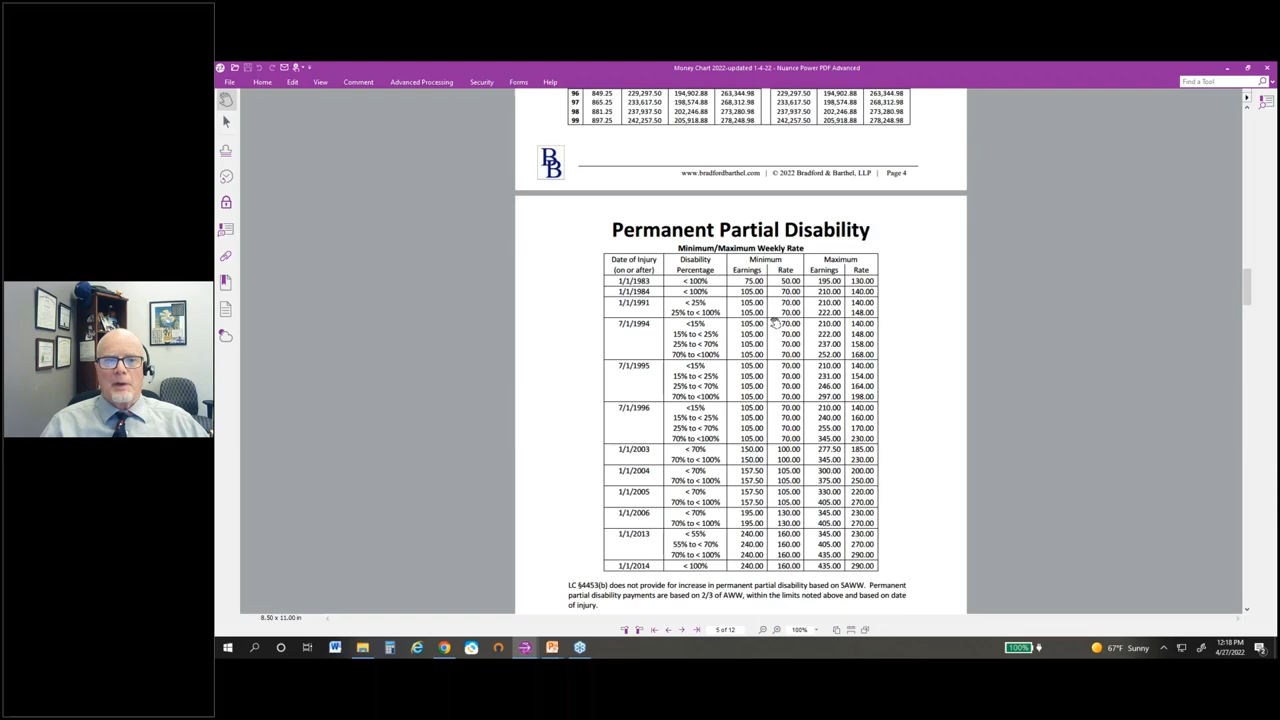 Money Chart 2022-updated 1-4-22 - Nuance Power PDF Advanced
File Home Edit View Comment Advanced Processing Security Forms Help
Find a Tool
96 849.25 229,297.50 194,902.88 263,344.98 229,297.50 194,902.88 263,344.98
97 865.25 233,617.50 198,574.88 268,312.98 233,617.50 198,574.88 268,312.98
98 881.25 237,937.50 202,246.88 273,280.98 237,937.50 202,246.88 273,280.98
99 897.25 242,257.50 205,918.88 278,248.98 242,257.50 205,918.88 278,248.98
BB
www.bradfordbarthel.com | © 2022 Bradford & Barthel, LLP | Page 4
Permanent Partial Disability
Minimum/Maximum Weekly Rate
Date of Injury Disability Minimum Maximum
(on or after) Percentage Earnings Rate Earnings Rate
1/1/1983 < 100% 75.00 50.00 195.00 130.00
1/1/1984 < 100% 105.00 70.00 210.00 140.00
1/1/1991 < 25% 105.00 70.00 210.00 140.00
25% to < 100% 105.00 70.00 222.00 148.00
7/1/1994 <15% 105.00 70.00 210.00 140.00
15% to < 25% 105.00 70.00 222.00 148.00
25% to < 70% 105.00 70.00 237.00 158.00
70% to <100% 105.00 70.00 252.00 168.00
7/1/1995 <15% 105.00 70.00 210.00 140.00
15% to < 25% 105.00 70.00 231.00 154.00
25% to < 70% 105.00 70.00 246.00 164.00
70% to <100% 105.00 70.00 297.00 198.00
7/1/1996 <15% 105.00 70.00 210.00 140.00
15% to < 25% 105.00 70.00 240.00 160.00
25% to < 70% 105.00 70.00 255.00 170.00
70% to <100% 105.00 70.00 345.00 230.00
1/1/2003 < 70% 150.00 100.00 277.50 185.00
70% to < 100% 150.00 100.00 345.00 230.00
1/1/2004 < 70% 157.50 105.00 300.00 200.00
70% to < 100% 157.50 105.00 375.00 250.00
1/1/2005 < 70% 157.50 105.00 330.00 220.00
70% to < 100% 157.50 105.00 405.00 270.00
1/1/2006 < 70% 195.00 130.00 345.00 230.00
70% to < 100% 195.00 130.00 405.00 270.00
1/1/2013 < 55% 240.00 160.00 345.00 230.00
55% to < 70% 240.00 160.00 405.00 270.00
70% to < 100% 240.00 160.00 435.00 290.00
1/1/2014 < 100% 240.00 160.00 435.00 290.00
LC §4453(b) does not provide for increase in permanent partial disability based on SAWW. Permanent
partial disability payments are based on 2/3 of AWW, within the limits noted above and based on date
of injury.
8.50 x 11.00 in
5 of 12
100%
100%
67°F Sunny
12:18 PM
4/27/2022